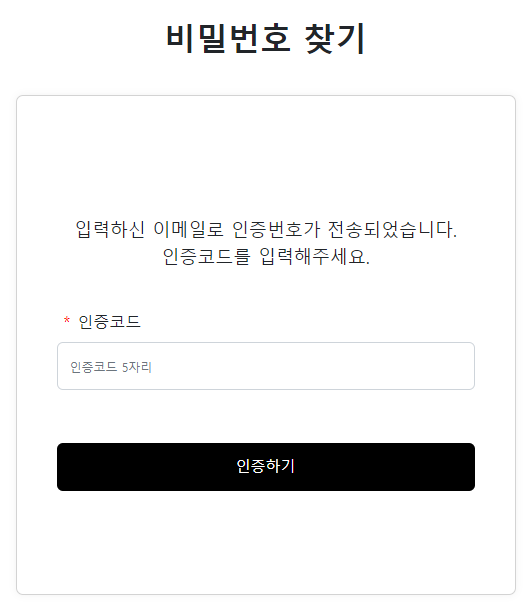 비밀번호 찾기
입력하신 이메일로 인증번호가 전송되었습니다.
인증코드를 입력해주세요.
* 인증코드
인증코드 5자리
인증하기